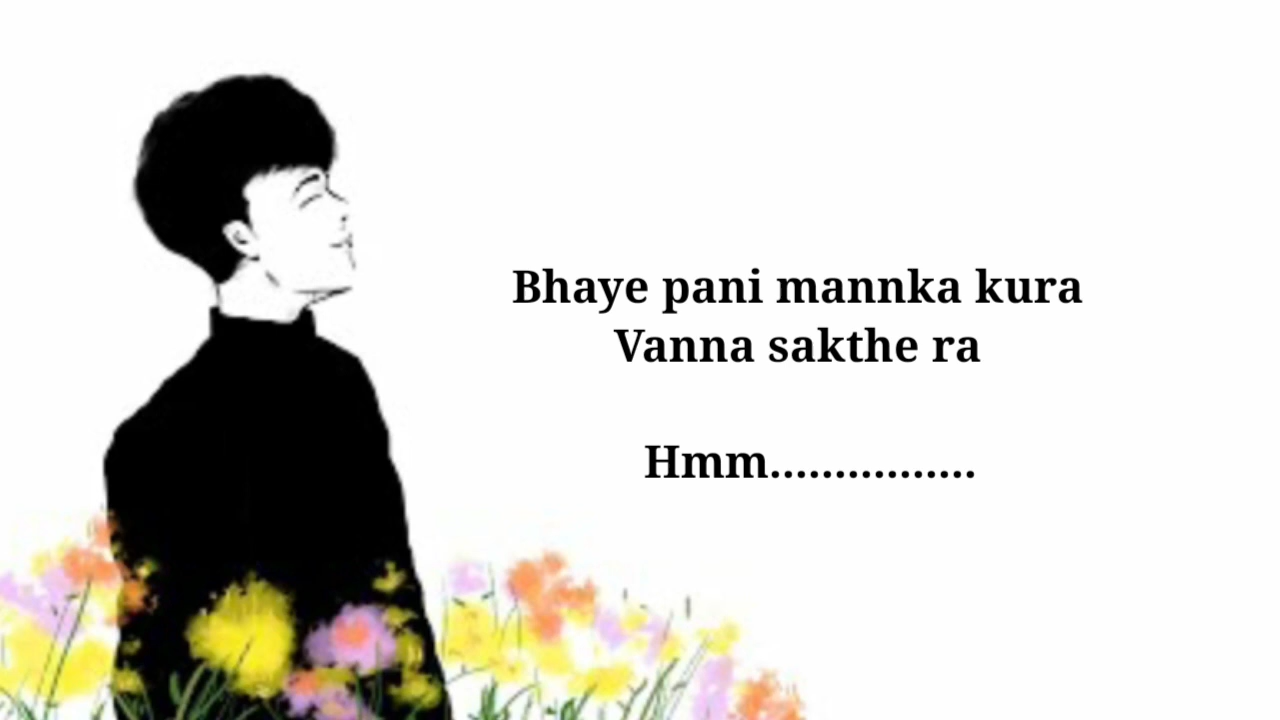 Bhaye pani mannka kura
Vanna sakthe ra
Hmm................